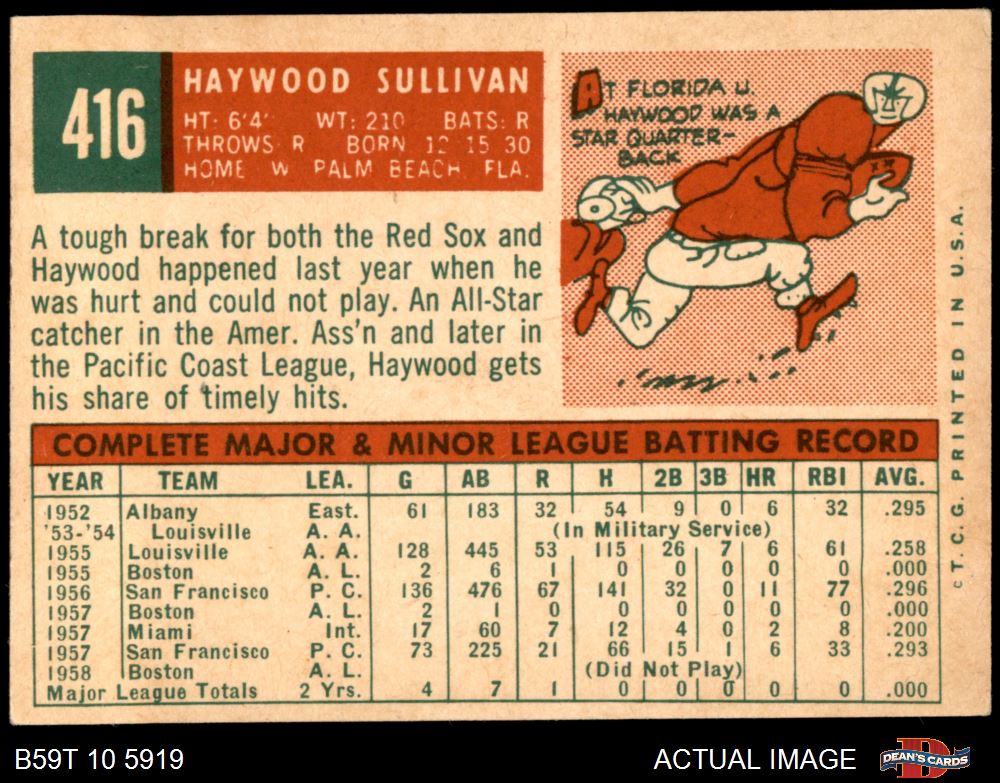 416
HAYWOOD SULLIVAN
HT: 6'4" WT: 210 BATS: R
THROWS R BORN 12 15 30
HOME W PALM BEACH FLA.
AT FLORIDA U.
HAYWOOD WAS A
STAR QUARTER-
BACK
A tough break for both the Red Sox and
Haywood happened last year when he
was hurt and could not play. An All-Star
catcher in the Amer. Ass'n and later in
the Pacific Coast League, Haywood gets
his share of timely hits.
COMPLETE MAJOR & MINOR LEAGUE BATTING RECORD
YEAR TEAM LEA. G AB R H 2B 3B HR RBI AVG.
1952 Albany East. 61 183 32 54 9 0 6 32 .295
'53-'54 Louisville A. A. (In Military Service)
1955 Louisville A. A. 128 445 53 115 26 7 6 61 .258
1955 Boston A. L. 2 6 1 0 0 0 0 0 .000
1956 San Francisco P. C. 136 476 67 141 32 0 11 77 .296
1957 Boston A. L. 2 1 0 0 0 0 0 0 .000
1957 Miami Int. 17 60 7 12 4 0 2 8 .200
1957 San Francisco P. C. 73 225 21 66 15 1 6 33 .293
1958 Boston A. L. (Did Not Play)
Major League Totals 2 Yrs. 4 7 1 0 0 0 0 0 .000
© T. C. G. PRINTED IN U.S.A.
B59T 10 5919
ACTUAL IMAGE
DEAN'S CARDS